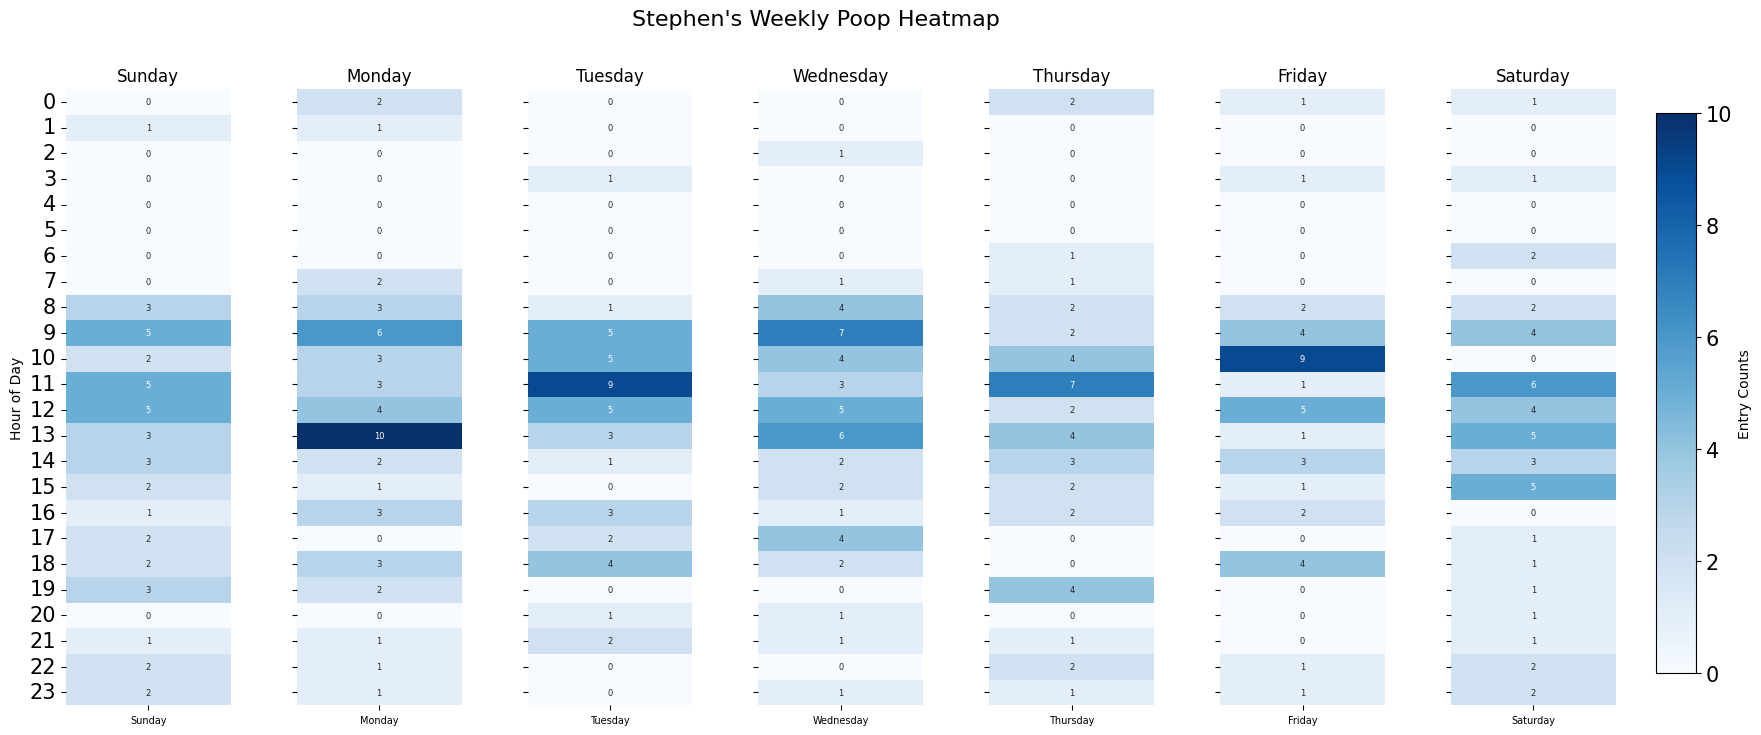 Stephen's Weekly Poop Heatmap
Sunday Monday Tuesday Wednesday Thursday Friday Saturday
0 0 2 0 0 2 1 1
1 1 1 0 0 0 0 0
2 0 0 0 1 0 0 0
3 0 0 1 0 0 1 1
4 0 0 0 0 0 0 0
5 0 0 0 0 0 0 0
6 0 0 0 0 1 0 2
7 0 2 0 1 1 0 0
8 3 3 1 4 2 2 2
9 5 6 5 7 2 4 4
10 2 3 5 4 4 9 0
11 5 3 9 3 7 1 6
12 5 4 5 5 2 5 4
13 3 10 3 6 4 1 5
14 3 2 1 2 3 3 3
15 2 1 0 2 2 1 5
16 1 3 3 1 2 2 0
17 2 0 2 4 0 0 1
18 2 3 4 2 0 4 1
19 3 2 0 0 4 0 1
20 0 0 1 1 0 0 1
21 1 1 2 1 1 0 1
22 2 1 0 0 2 1 2
23 2 1 0 1 1 1 2
Sunday Monday Tuesday Wednesday Thursday Friday Saturday
Hour of Day
10
8
6
4
2
0
Entry Counts